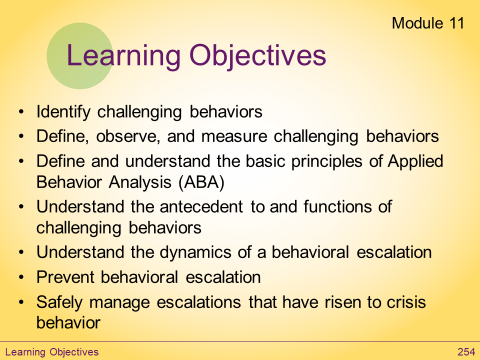 Module 11
Learning Objectives
• Identify challenging behaviors
• Define, observe, and measure challenging behaviors
• Define and understand the basic principles of Applied
Behavior Analysis (ABA)
• Understand the antecedent to and functions of
challenging behaviors
• Understand the dynamics of a behavioral escalation
• Prevent behavioral escalation
• Safely manage escalations that have risen to crisis
behavior
Learning Objectives
254